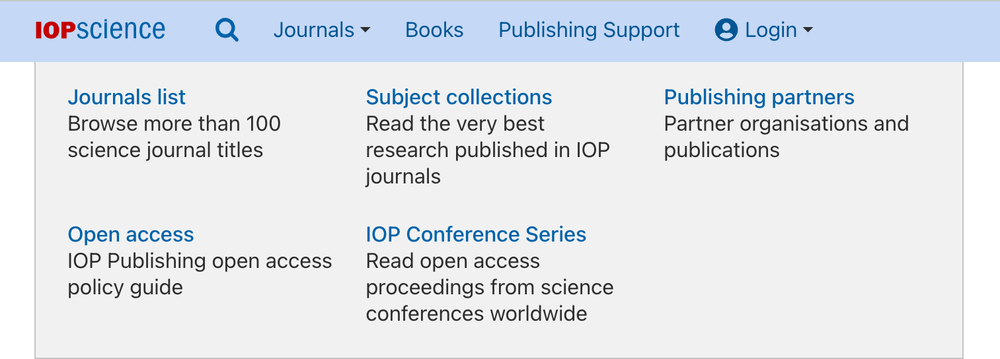 IOPscience Journals Books Publishing Support Login
Journals list
Browse more than 100
science journal titles
Subject collections
Read the very best
research published in IOP
journals
Publishing partners
Partner organisations and
publications
Open access
IOP Publishing open access
policy guide
IOP Conference Series
Read open access
proceedings from science
conferences worldwide